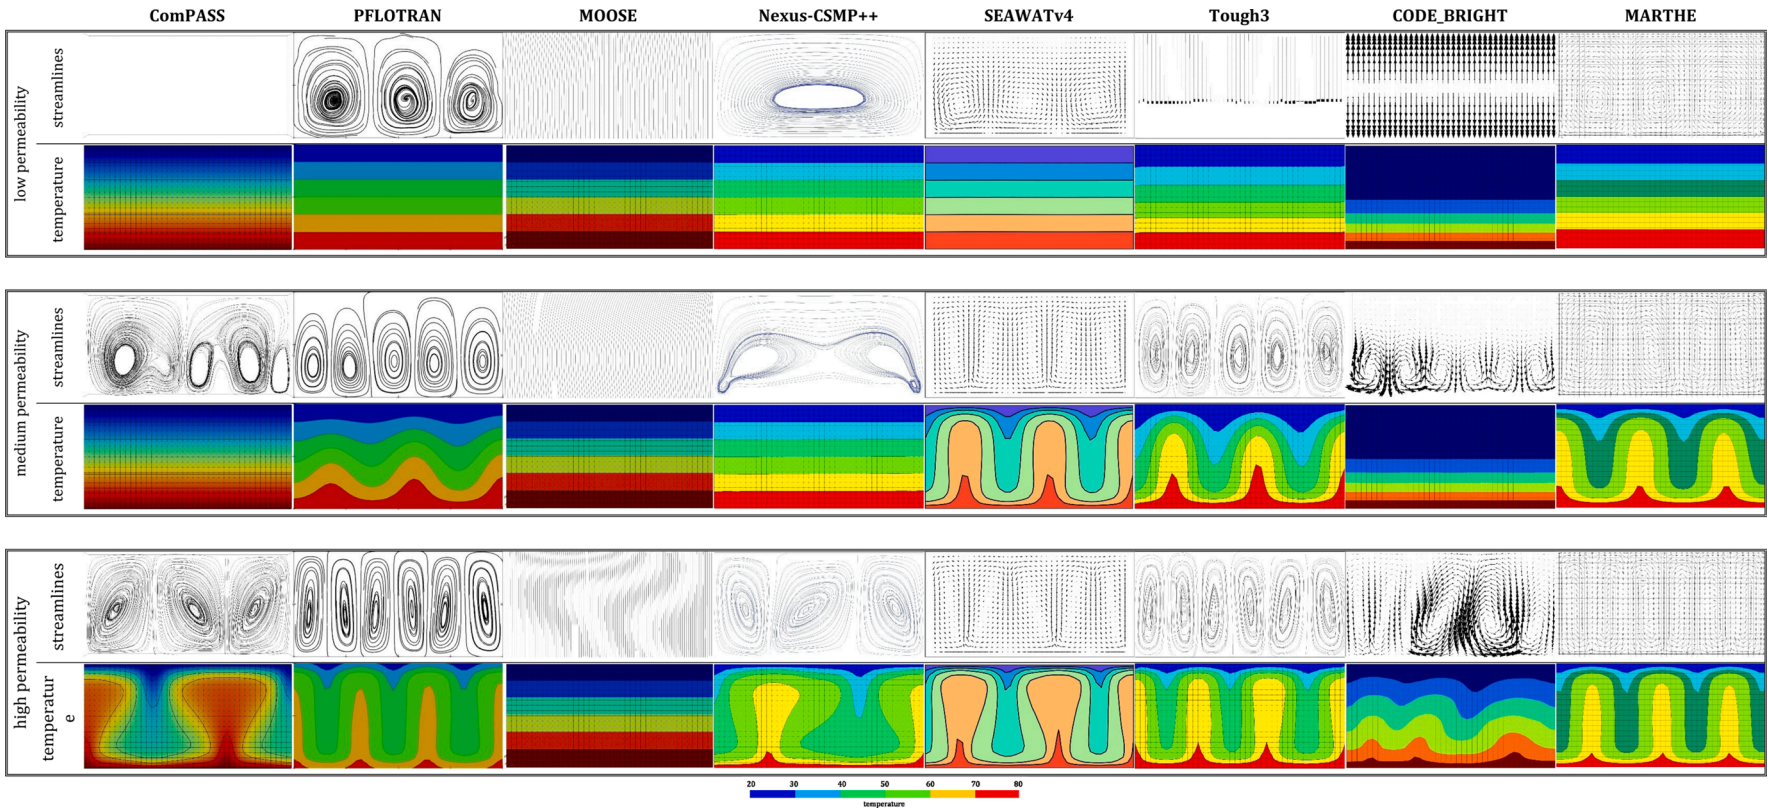 ComPASS PFLOTRAN MOOSE Nexus-CSMP++ SEAWATv4 Tough3 CODE_BRIGHT MARTHE
low permeability
streamlines
temperature
medium permeability
streamlines
temperature
high permeability
streamlines
temperatur
e
20 30 40 50 60 70 80
temperature